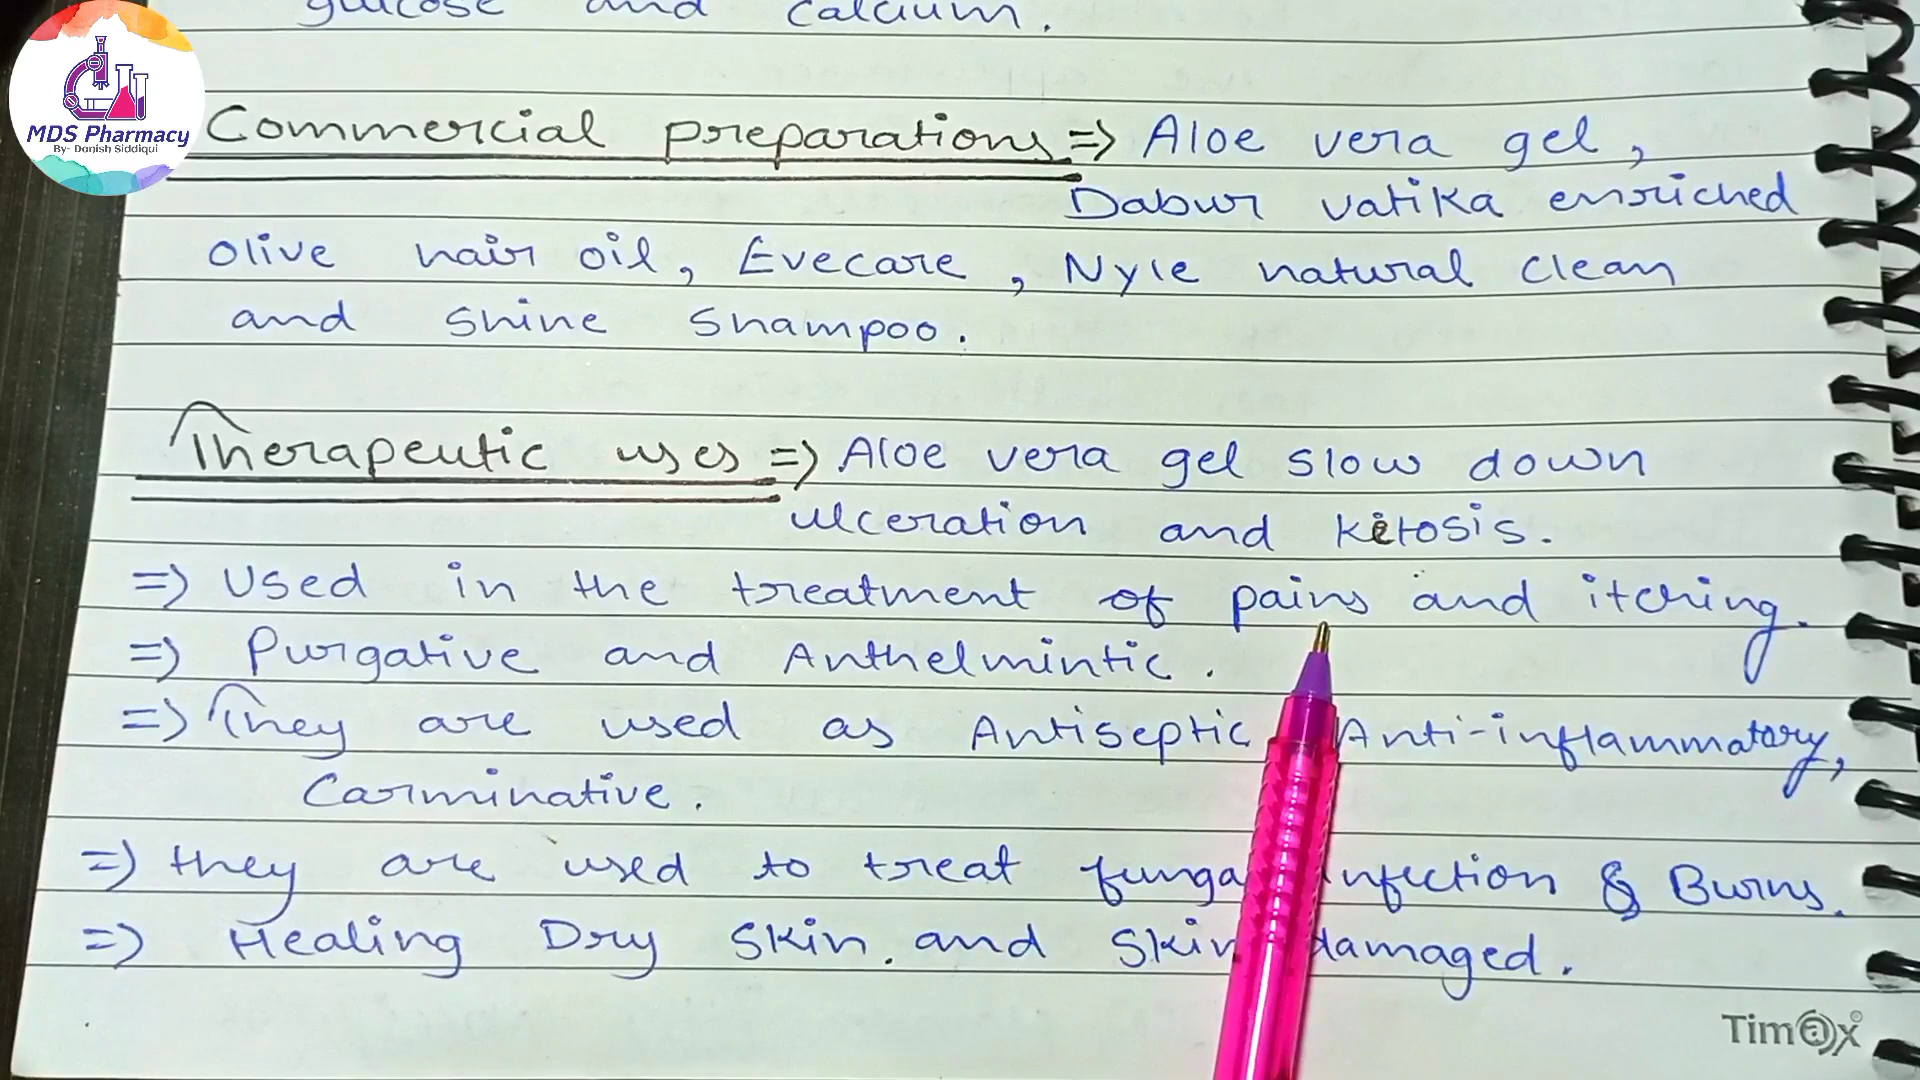 glucose and calcium.
MDS Pharmacy
By- Danish Siddiqui
Commercial preparations => Aloe vera gel,
Dabur vatika enriched
olive hair oil, Evecare, Nyle natural clean
and shine shampoo.
Therapeutic uses => Aloe vera gel slow down
ulceration and ketosis.
=> Used in the treatment of pains and itching.
=> Purgative and Anthelmintic.
=> They are used as Antiseptic Anti-inflammatory,
Carminative.
=> they are used to treat fungal infection & Burns.
=> Healing Dry skin. and skin damaged.
Timax